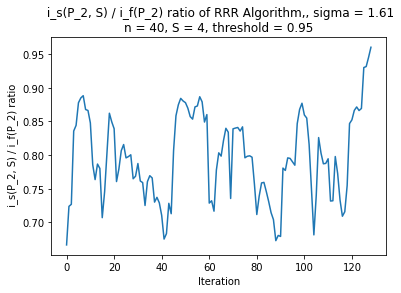 i_s(P_2, S) / i_f(P_2) ratio of RRR Algorithm,, sigma = 1.61
n = 40, S = 4, threshold = 0.95
i_s(P_2, S) / i_f(P_2) ratio
0.95
0.90
0.85
0.80
0.75
0.70
0 20 40 60 80 100 120
Iteration